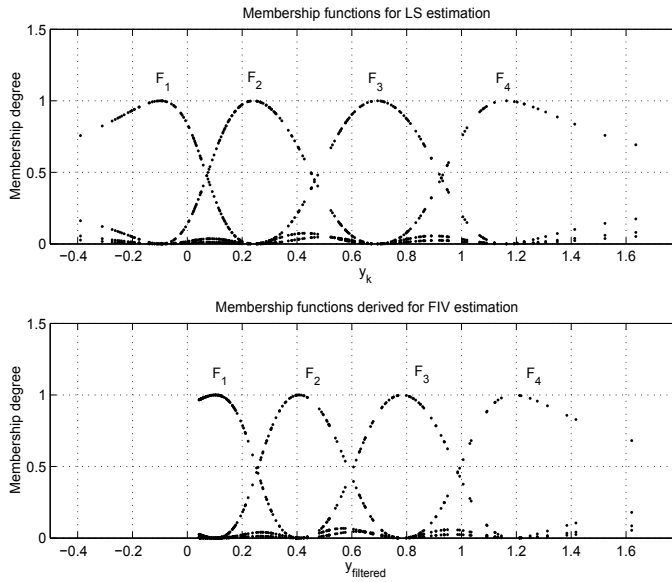 Membership functions for LS estimation
1.5
1
0.5
0
Membership degree
F1
F2
F3
F4
−0.4 −0.2 0 0.2 0.4 0.6 0.8 1 1.2 1.4 1.6
yk
Membership functions derived for FIV estimation
1.5
1
0.5
0
Membership degree
F1
F2
F3
F4
−0.4 −0.2 0 0.2 0.4 0.6 0.8 1 1.2 1.4 1.6
yfiltered